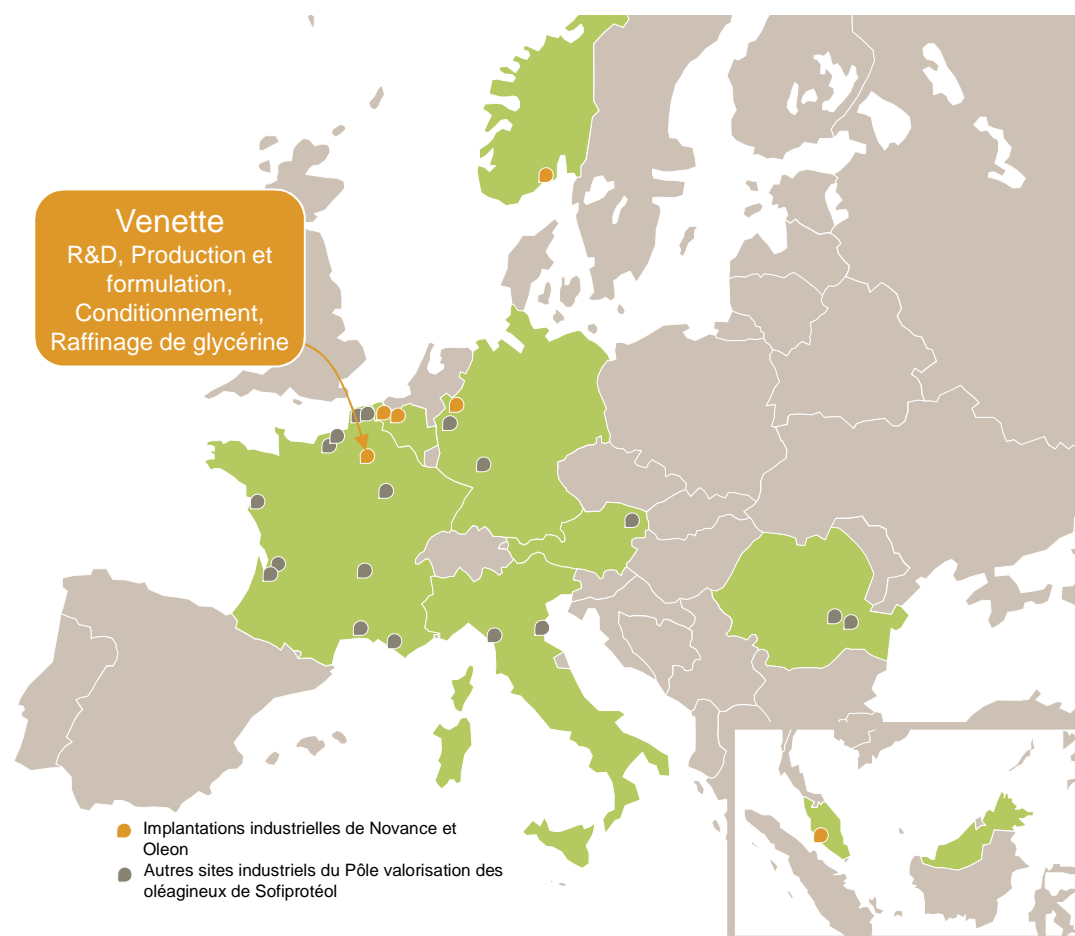 Venette
R&D, Production et
formulation,
Conditionnement,
Raffinage de glycérine
Implantations industrielles de Novance et
Oleon
Autres sites industriels du Pôle valorisation des
oléagineux de Sofiprotéol